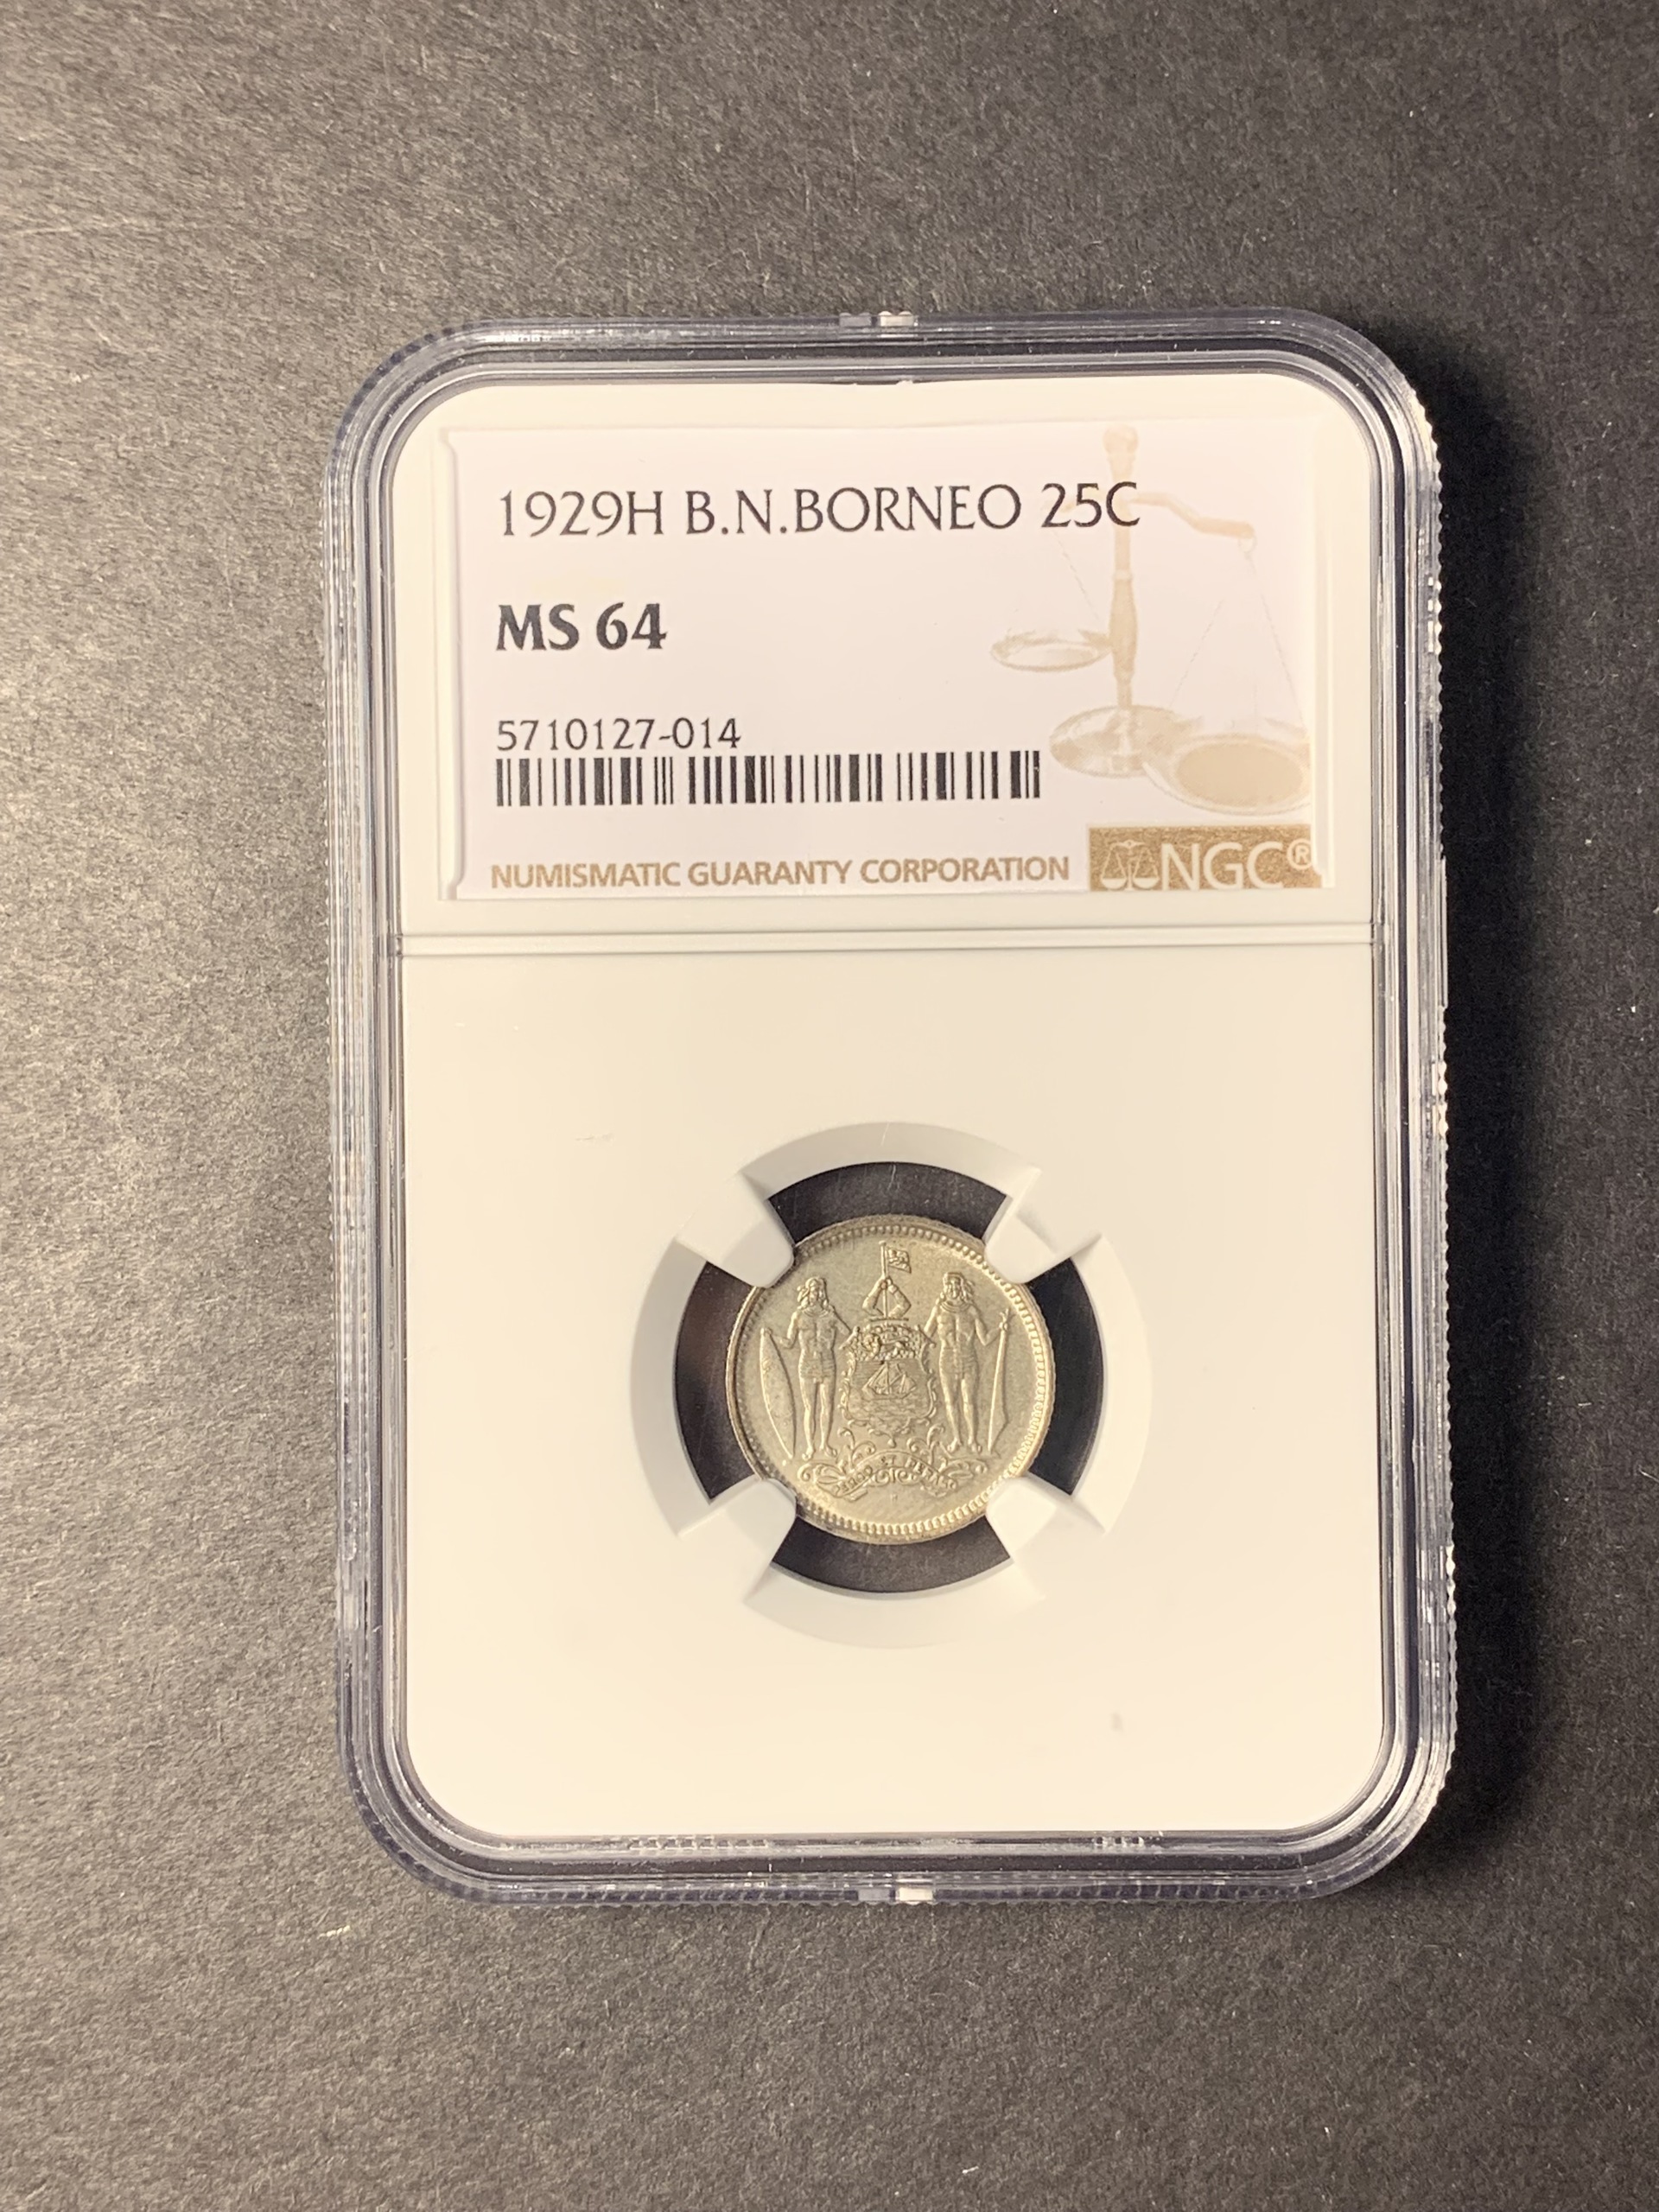 1929H B.N.BORNEO 25C
MS 64
5710127-014
NUMISMATIC GUARANTY CORPORATION NGC®